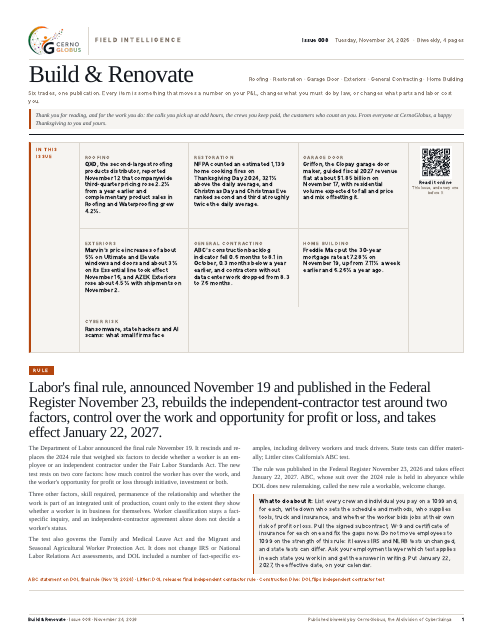 CERNO
GLOBUS
FIELD INTELLIGENCE
Issue 008 · Tuesday, November 24, 2026 · Biweekly, 4 pages
Build & Renovate
Roofing · Restoration · Garage Door · Exteriors · General Contracting · Home Building
Six trades, one publication. Every item is something that moves a number on your P&L, changes what you must do by law, or changes what parts and labor cost
you.
Thank you for reading, and for the work you do: the calls you pick up at odd hours, the crews you keep paid, the customers who count on you. From everyone at CernoGlobus, a happy
Thanksgiving to you and yours.
IN THIS
ISSUE
ROOFING
QXO, the second-largest roofing
products distributor, reported
November 12 that companywide
third-quarter pricing rose 2.2%
from a year earlier and
complementary product sales in
Roofing and Waterproofing grew
4.2%.
RESTORATION
NFPA counted an estimated 1,139
home cooking fires on
Thanksgiving Day 2024, 321%
above the daily average, and
Christmas Day and Christmas Eve
ranked second and third at roughly
twice the daily average.
GARAGE DOOR
Griffon, the Clopay garage door
maker, guided fiscal 2027 revenue
flat at about $1.86 billion on
November 17, with residential
volume expected to fall and price
and mix offsetting it.
Read it online
This issue, and every one
before it
EXTERIORS
Marvin's price increases of about
5% on Ultimate and Elevate
windows and doors and about 3%
on its Essential line took effect
November 16, and AZEK Exteriors
rose about 4.5% with shipments on
November 2.
GENERAL CONTRACTING
ABC's construction backlog
indicator fell 0.6 months to 8.1 in
October, 0.3 months below a year
earlier, and contractors without
data center work dropped from 8.3
to 7.6 months.
HOME BUILDING
Freddie Mac put the 30-year
mortgage rate at 7.28% on
November 19, up from 7.11% a week
earlier and 6.26% a year ago.
CYBER RISK
Ransomware, state hackers and AI
scams: what small firms face
RULE
Labor's final rule, announced November 19 and published in the Federal
Register November 23, rebuilds the independent-contractor test around two
factors, control over the work and opportunity for profit or loss, and takes
effect January 22, 2027.
The Department of Labor announced the final rule November 19. It rescinds and re-
places the 2024 rule that weighted six factors to decide whether a worker is an em-
ployee or an independent contractor under the Fair Labor Standards Act. The new
test rests on two core factors: how much control the worker has over the work, and
the worker's opportunity for profit or loss through initiative, investment or both.
Three other factors, skill required, permanence of the relationship and whether the
work is part of an integrated unit of production, count only to the extent they show
whether a worker is in business for themselves. Worker classification stays a fact-
specific inquiry, and an independent-contractor agreement alone does not decide a
worker's status.
The test also governs the Family and Medical Leave Act and the Migrant and
Seasonal Agricultural Worker Protection Act. It does not change IRS or National
Labor Relations Act assessments, and DOL included a number of worked ex-
amples, including delivery workers and truck drivers. State tests can differ materi-
ally; Littler cites California's ABC test.
The rule was published in the Federal Register November 23, 2026 and takes effect
January 22, 2027. ABC, whose suit over the 2024 rule is held in abeyance while
DOL does new rulemaking, called the new rule a workable, welcome change.
What to do about it: List every crew and individual you pay on a 1099 and,
for each, write down who sets the schedule and methods, who supplies
tools, truck and insurance, and whether the worker bids jobs at their own
risk of profit or loss. Pull the signed subcontract, W-9 and certificate of
insurance for each one and fix the gaps now. Do not move employees to
1099 on the strength of this rule: it leaves IRS and NLRB tests unchanged,
and state tests can differ. Ask your employment lawyer which test applies
in each state you work in and get the answer in writing. Put January 22,
2027, the effective date, on your calendar.
ABC statement on DOL final rule (Nov 19, 2026) · Littler: DOL releases final independent contractor rule · Construction Dive: DOL flips independent contractor test
Build & Renovate · Issue 008 · November 24, 2026
Published biweekly by CernoGlobus, the AI division of CyberSanya
1